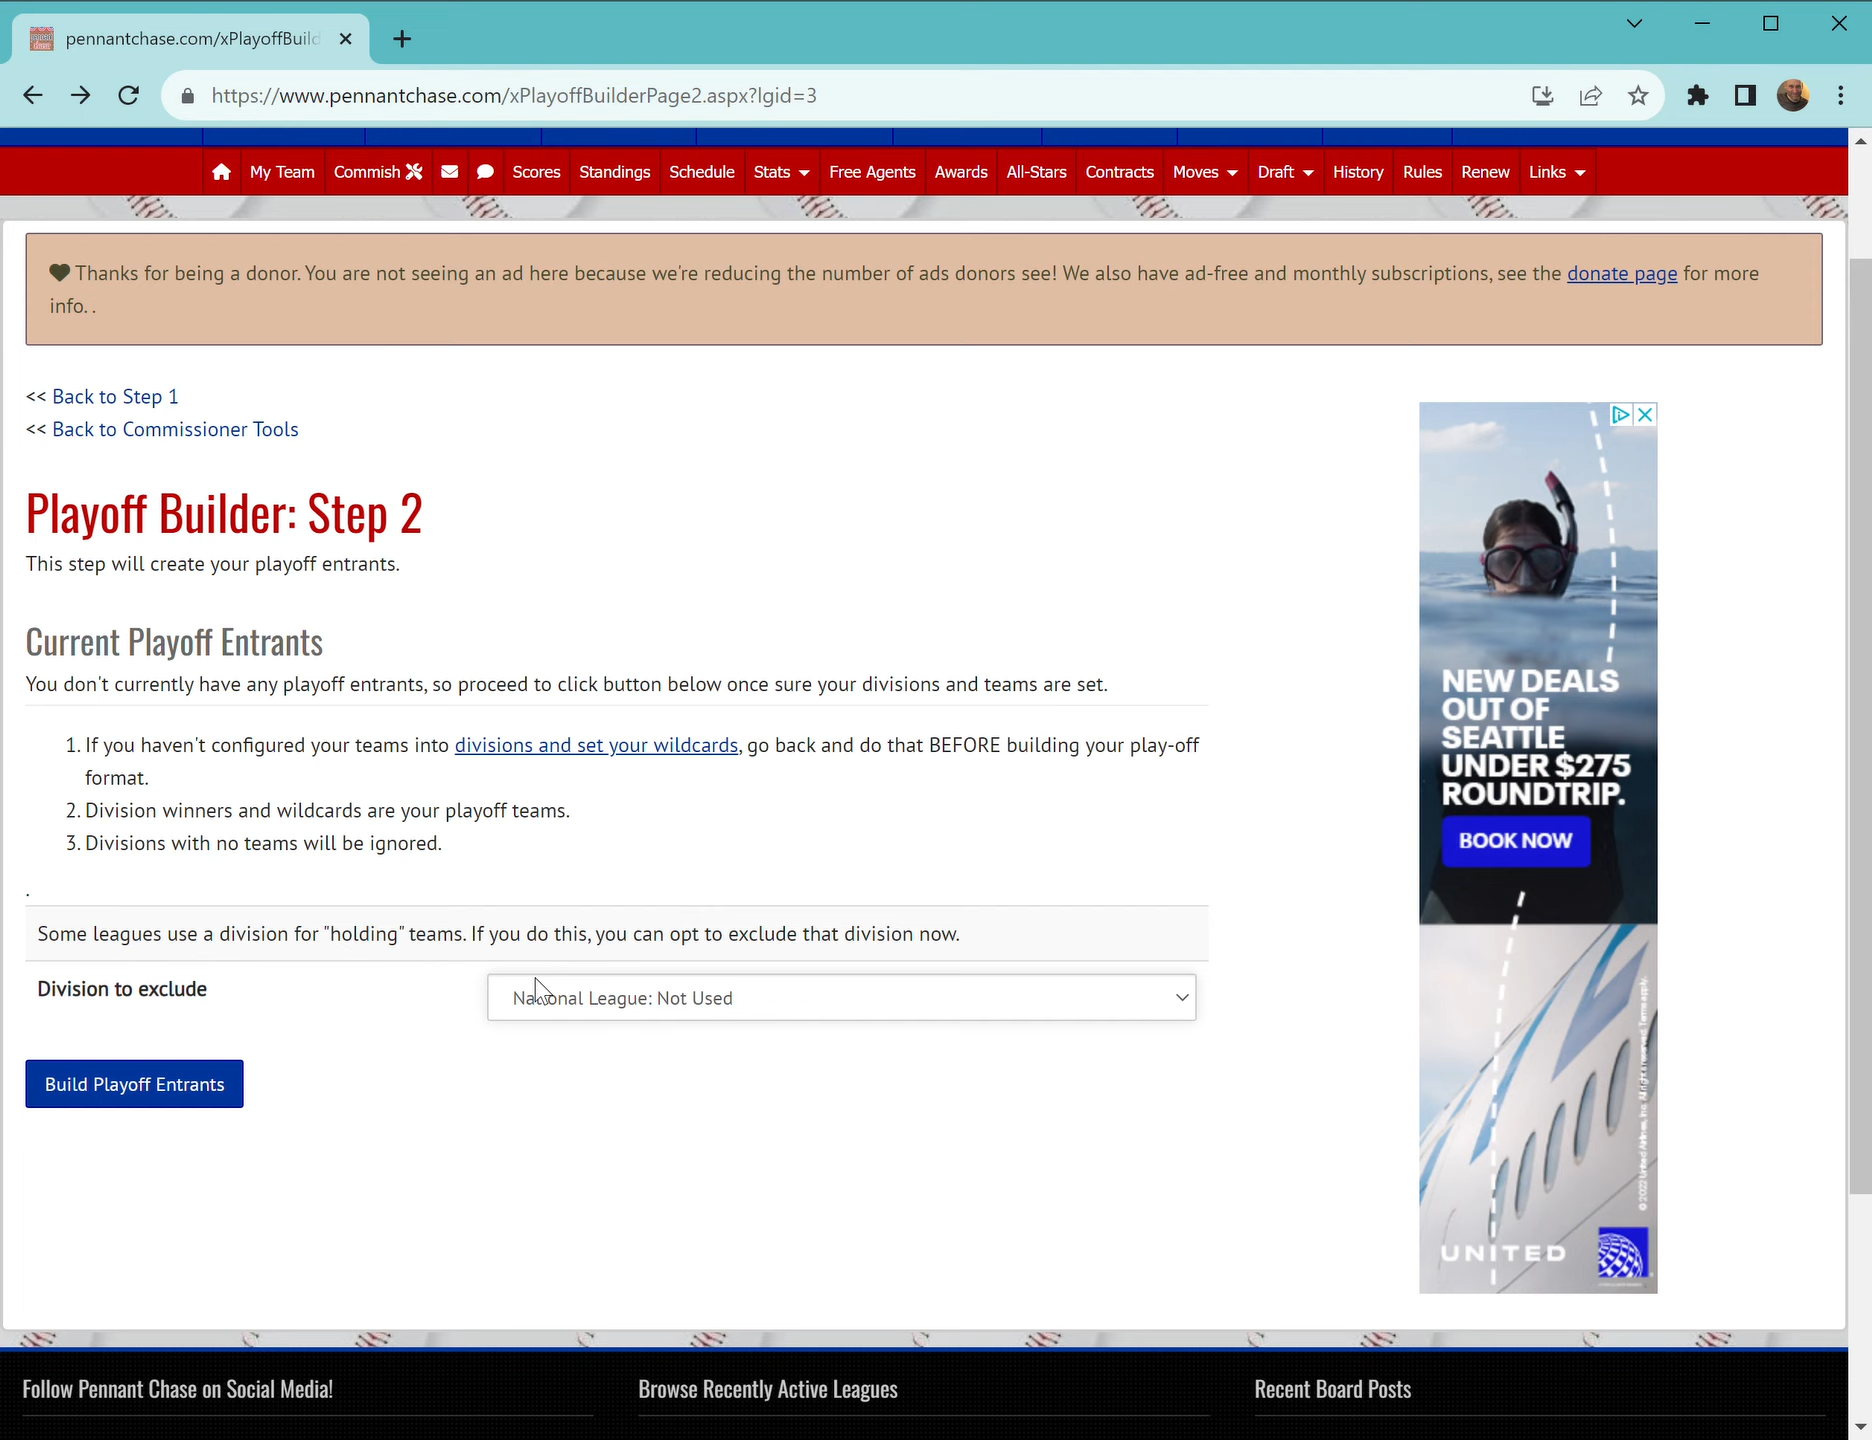 pennantchase.com/xPlayoffBuild
https://www.pennantchase.com/xPlayoffBuilderPage2.aspx?lgid=3
My Team Commish Scores Standings Schedule Stats Free Agents Awards All-Stars Contracts Moves Draft History Rules Renew Links
Thanks for being a donor. You are not seeing an ad here because we're reducing the number of ads donors see! We also have ad-free and monthly subscriptions, see the donate page for more
info. .
<< Back to Step 1
<< Back to Commissioner Tools
Playoff Builder: Step 2
This step will create your playoff entrants.
Current Playoff Entrants
You don't currently have any playoff entrants, so proceed to click button below once sure your divisions and teams are set.
1. If you haven't configured your teams into divisions and set your wildcards, go back and do that BEFORE building your play-off
format.
2. Division winners and wildcards are your playoff teams.
3. Divisions with no teams will be ignored.
.
Some leagues use a division for "holding" teams. If you do this, you can opt to exclude that division now.
Division to exclude
National League: Not Used
Build Playoff Entrants
NEW DEALS
OUT OF
SEATTLE
UNDER $275
ROUNDTRIP.
BOOK NOW
© 2022 United Airlines, Inc. All rights reserved. Terms apply.
UNITED
Follow Pennant Chase on Social Media!
Browse Recently Active Leagues
Recent Board Posts